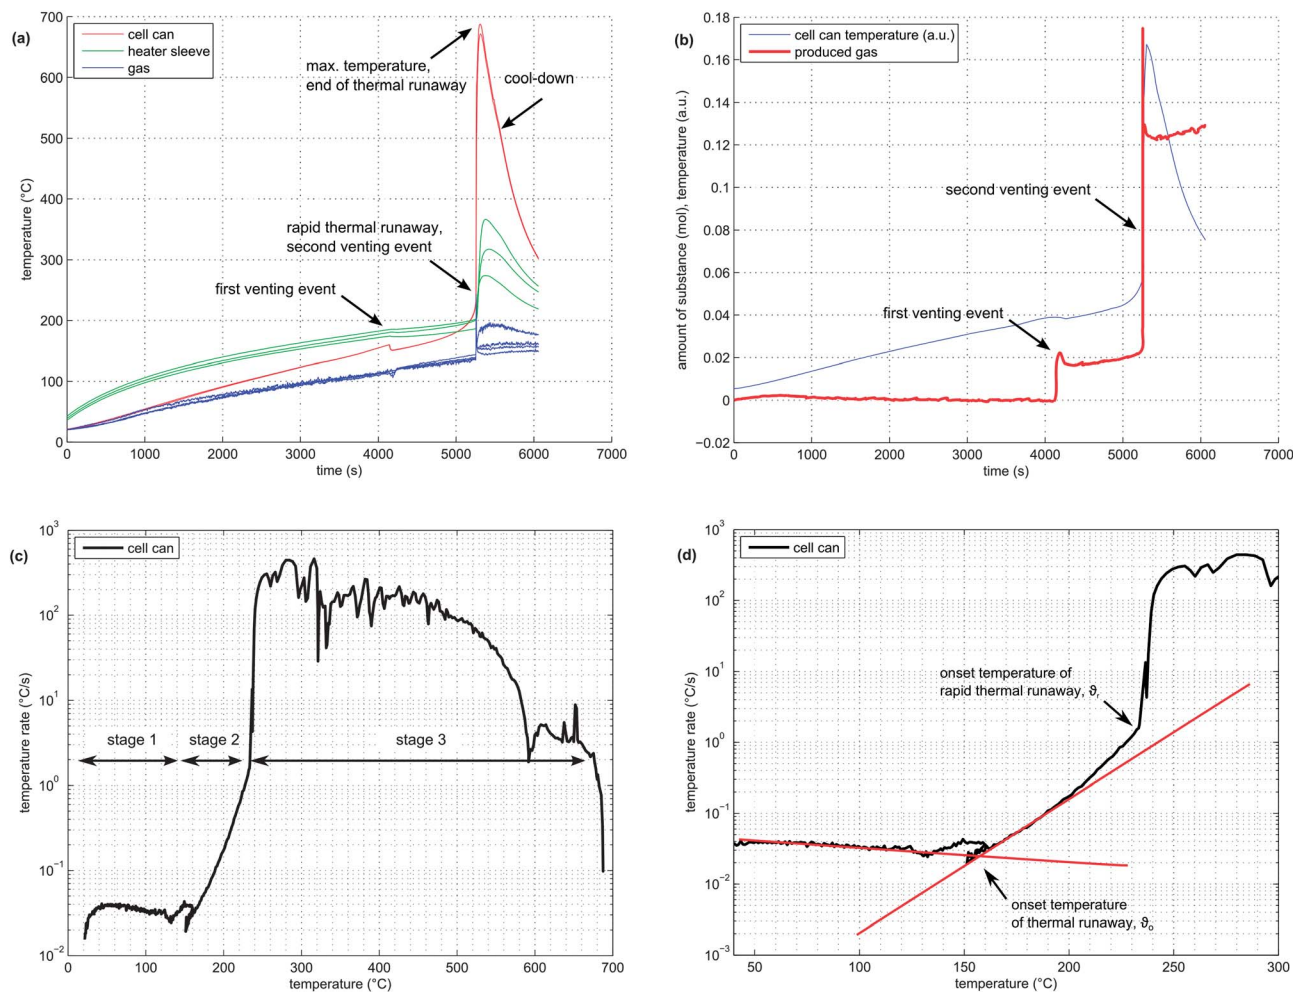 (a)
cell can
heater sleeve
gas
max. temperature,
end of thermal runaway
cool-down
rapid thermal runaway,
second venting event
first venting event
temperature (°C)
700
700
600
500
400
300
200
100
0
0 1000 2000 3000 4000 5000 6000 7000
time (s)
(b)
cell can temperature (a.u.)
produced gas
second venting event
first venting event
amount of substance (mol), temperature (a.u.)
0.18
0.16
0.14
0.12
0.1
0.08
0.06
0.04
0.02
0
−0.02
0 1000 2000 3000 4000 5000 6000 7000
time (s)
(c)
cell can
stage 1 stage 2 stage 3
temperature rate (°C/s)
10³
10²
10¹
10⁰
10⁻¹
10⁻²
0 100 200 300 400 500 600 700
temperature (°C)
(d)
cell can
onset temperature of
rapid thermal runaway, ϑᵣ
onset temperature
of thermal runaway, ϑₒ
temperature rate (°C/s)
10³
10²
10¹
10⁰
10⁻¹
10⁻²
10⁻³
50 100 150 200 250 300
temperature (°C)